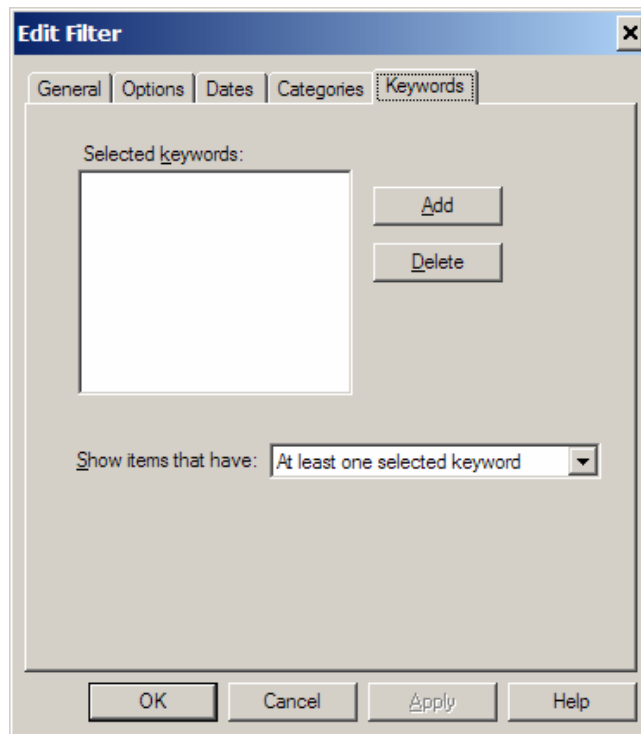 Edit Filter
General Options Dates Categories Keywords
Selected keywords:
Add
Delete
Show items that have: At least one selected keyword
OK Cancel Apply Help